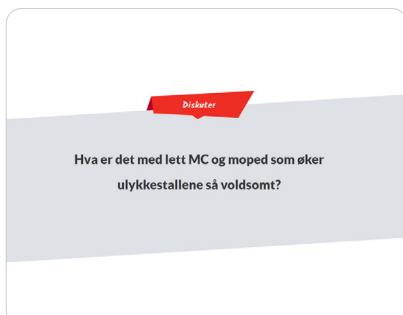 Diskuter
Hva er det med lett MC og moped som øker
ulykkestallene så voldsomt?